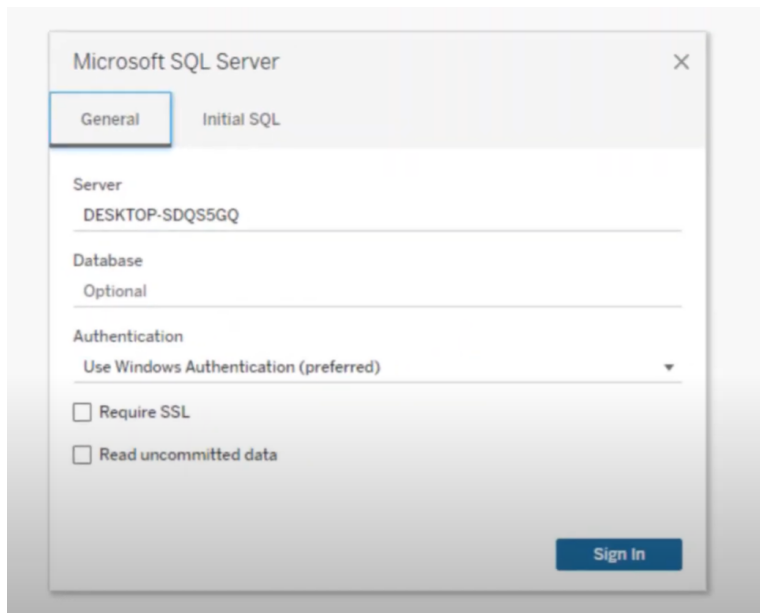 Microsoft SQL Server
General Initial SQL
Server
DESKTOP-SDQS5GQ
Database
Optional
Authentication
Use Windows Authentication (preferred)
Require SSL
Read uncommitted data
Sign In